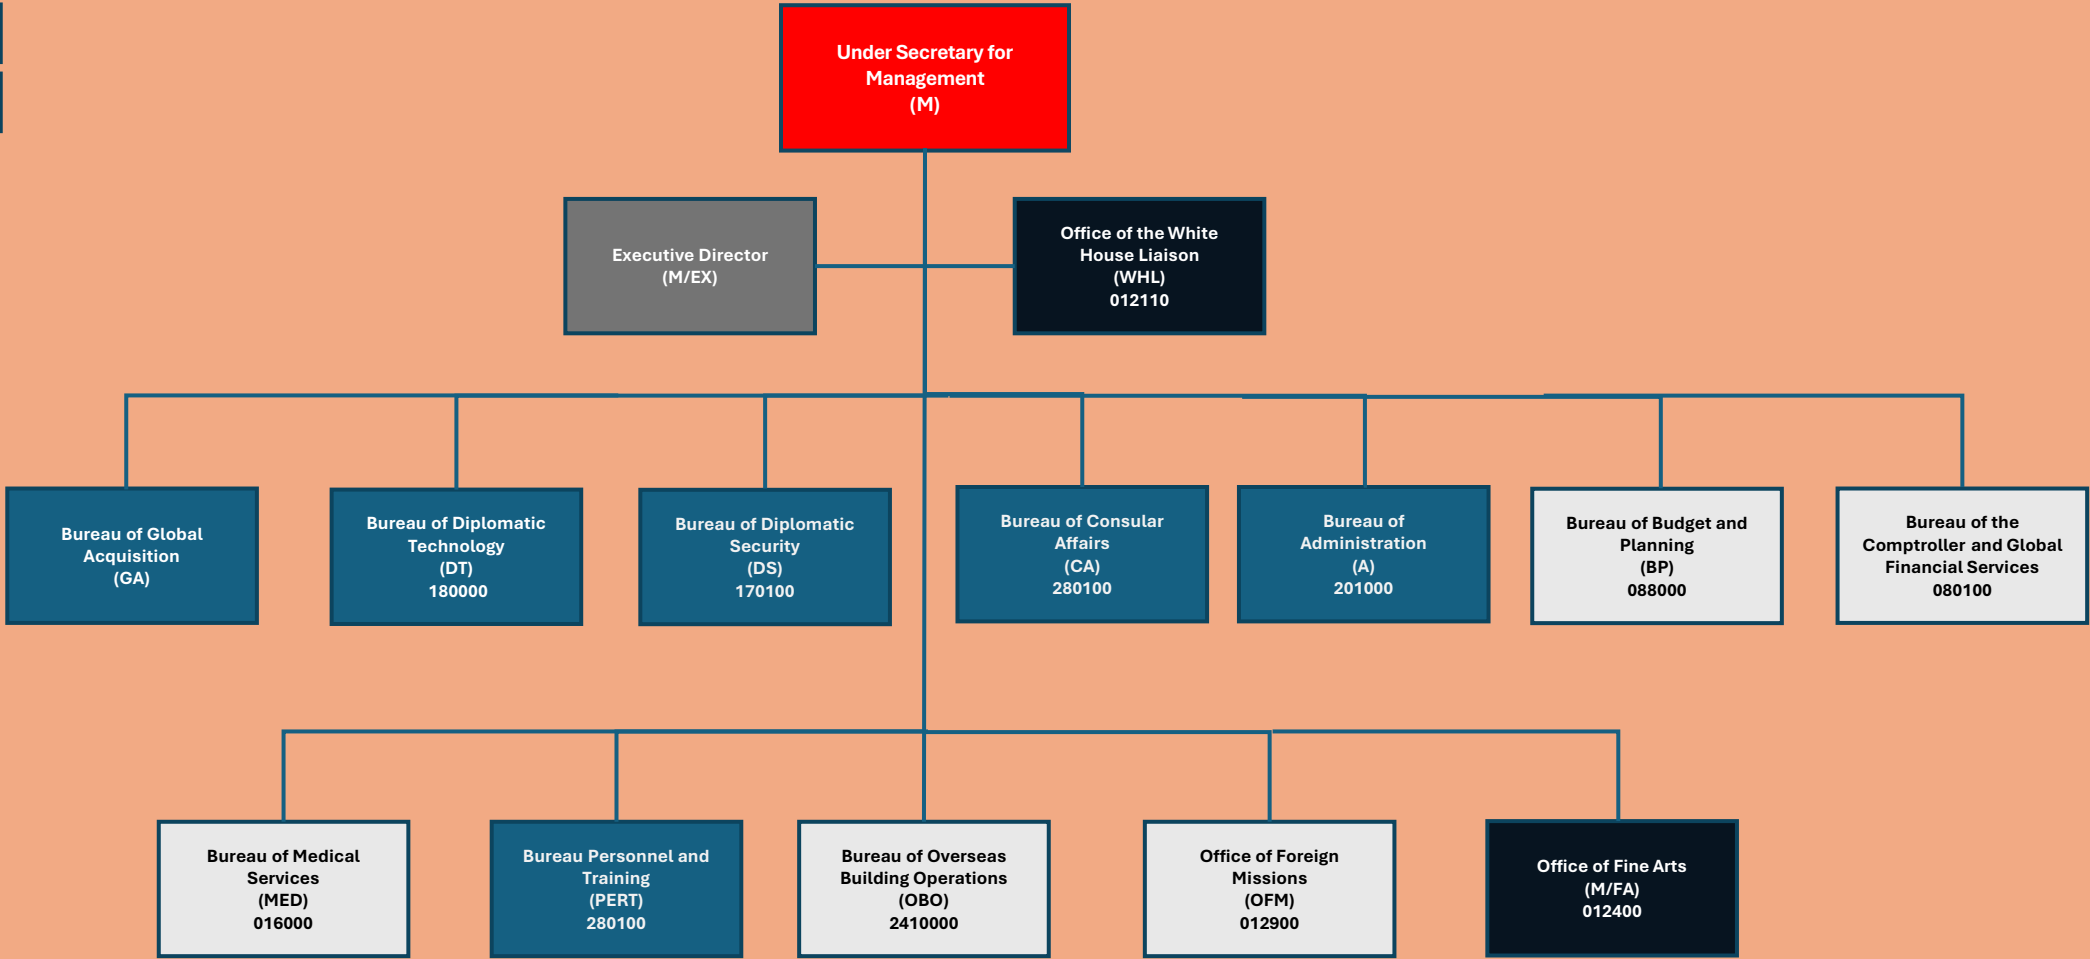 Under Secretary for
Management
(M)
Executive Director
(M/EX)
Office of the White
House Liaison
(WHL)
012110
Bureau of Global
Acquisition
(GA)
Bureau of Diplomatic
Technology
(DT)
180000
Bureau of Diplomatic
Security
(DS)
170100
Bureau of Consular
Affairs
(CA)
280100
Bureau of
Administration
(A)
201000
Bureau of Budget and
Planning
(BP)
088000
Bureau of the
Comptroller and Global
Financial Services
080100
Bureau of Medical
Services
(MED)
016000
Bureau Personnel and
Training
(PERT)
280100
Bureau of Overseas
Building Operations
(OBO)
2410000
Office of Foreign
Missions
(OFM)
012900
Office of Fine Arts
(M/FA)
012400